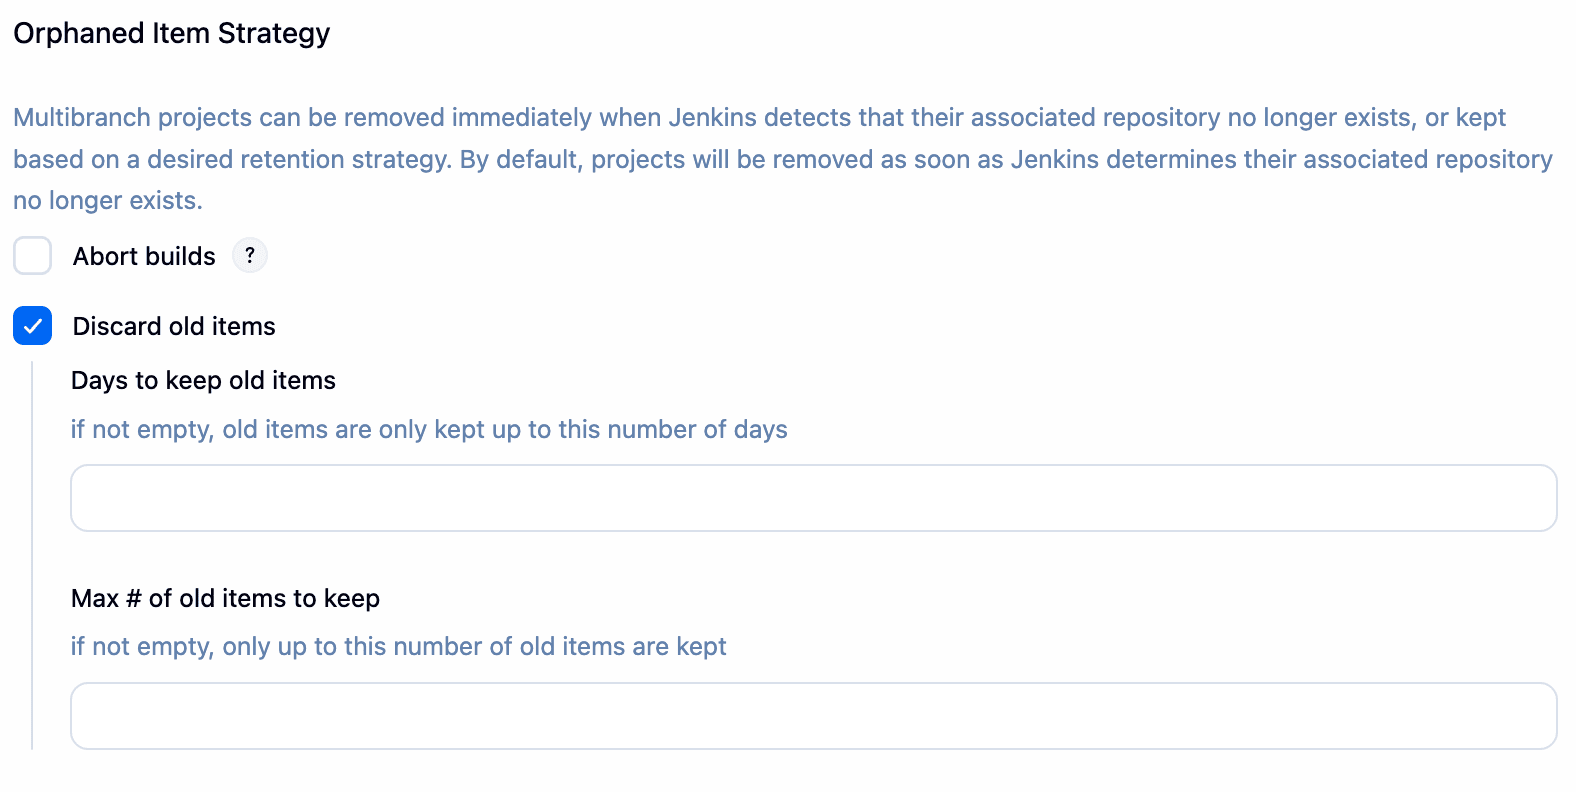 Orphaned Item Strategy
Multibranch projects can be removed immediately when Jenkins detects that their associated repository no longer exists, or kept
based on a desired retention strategy. By default, projects will be removed as soon as Jenkins determines their associated repository
no longer exists.
Abort builds ?
Discard old items
Days to keep old items
if not empty, old items are only kept up to this number of days
Max # of old items to keep
if not empty, only up to this number of old items are kept